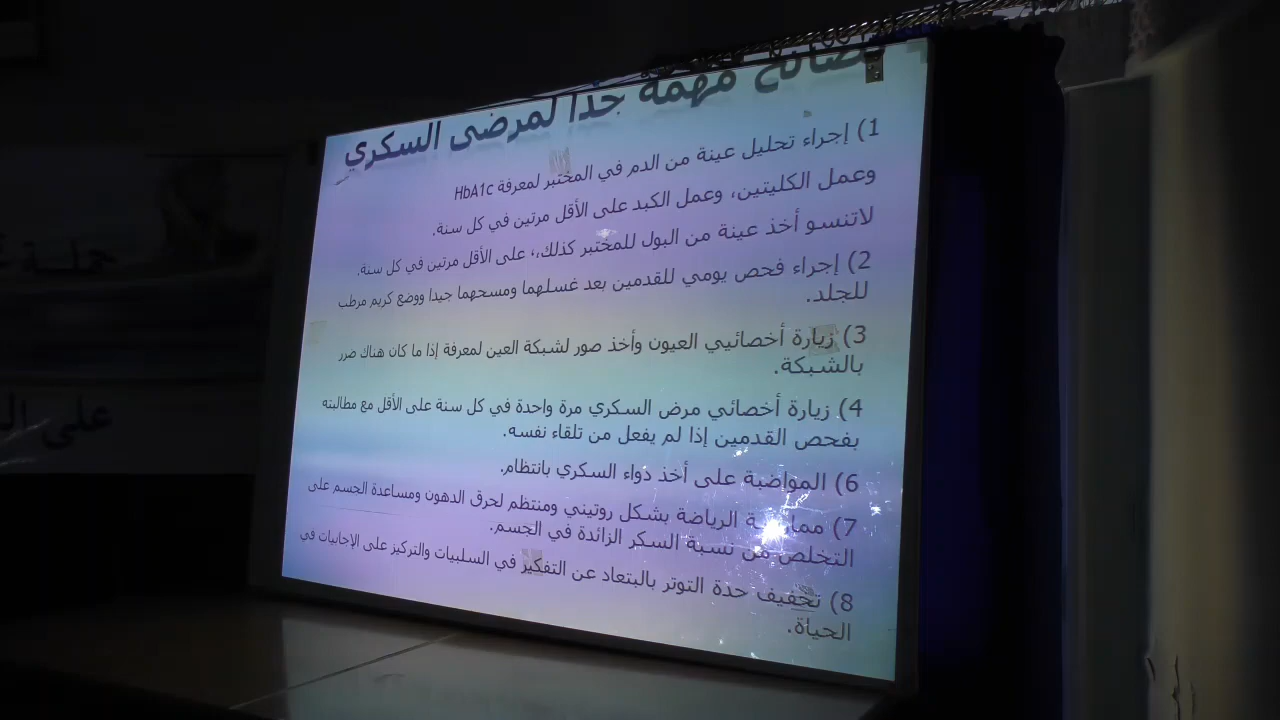 نصائح مهمة جدا لمرضى السكري
1) إجراء تحليل عينة من الدم في المختبر لمعرفة HbA1c
وعمل الكليتين، وعمل الكبد على الأقل مرتين في كل سنة.
لاتنسو أخذ عينة من البول للمختبر كذلك،، على الأقل مرتين في كل سنة.
2) إجراء فحص يومي للقدمين بعد غسلهما ومسحهما جيدا ووضع كريم مرطب
للجلد.
3) زيارة أخصائيي العيون وأخذ صور لشبكة العين لمعرفة إذا ما كان هناك ضرر
بالشبكة.
4) زيارة أخصائي مرض السكري مرة واحدة في كل سنة على الأقل مع مطالبته
بفحص القدمين إذا لم يفعل من تلقاء نفسه.
6) المواضبة على أخذ دواء السكري بانتظام.
7) ممارسة الرياضة بشكل روتيني ومنتظم لحرق الدهون ومساعدة الجسم على
التخلص من نسبة السكر الزائدة في الجسم.
8) تخفيف حدة التوتر بالبتعاد عن التفكير في السلبيات والتركيز على الإجابيات في
الحياة.
على